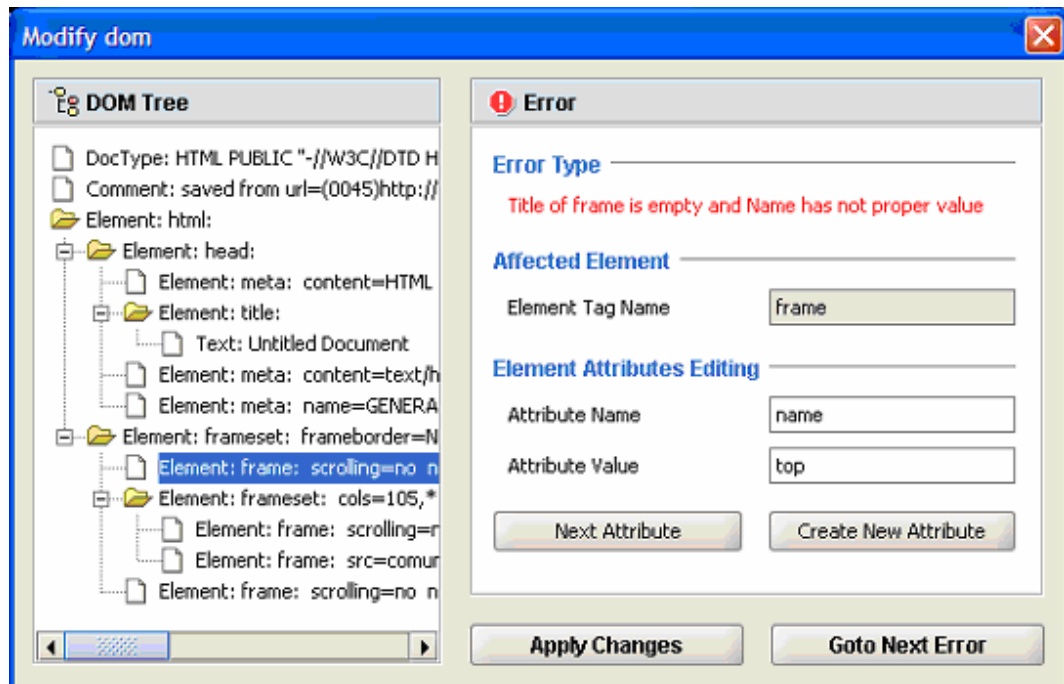 Modify dom
DOM Tree
DocType: HTML PUBLIC "-//W3C//DTD H
Comment: saved from url=(0045)http://
Element: html:
Element: head:
Element: meta: content=HTML
Element: title:
Text: Untitled Document
Element: meta: content=text/h
Element: meta: name=GENERA
Element: frameset: frameborder=N
Element: frame: scrolling=no n
Element: frameset: cols=105,*
Element: frame: scrolling=n
Element: frame: src=comun
Element: frame: scrolling=no n
Error
Error Type
Title of frame is empty and Name has not proper value
Affected Element
Element Tag Name frame
Element Attributes Editing
Attribute Name name
Attribute Value top
Next Attribute Create New Attribute
Apply Changes Goto Next Error